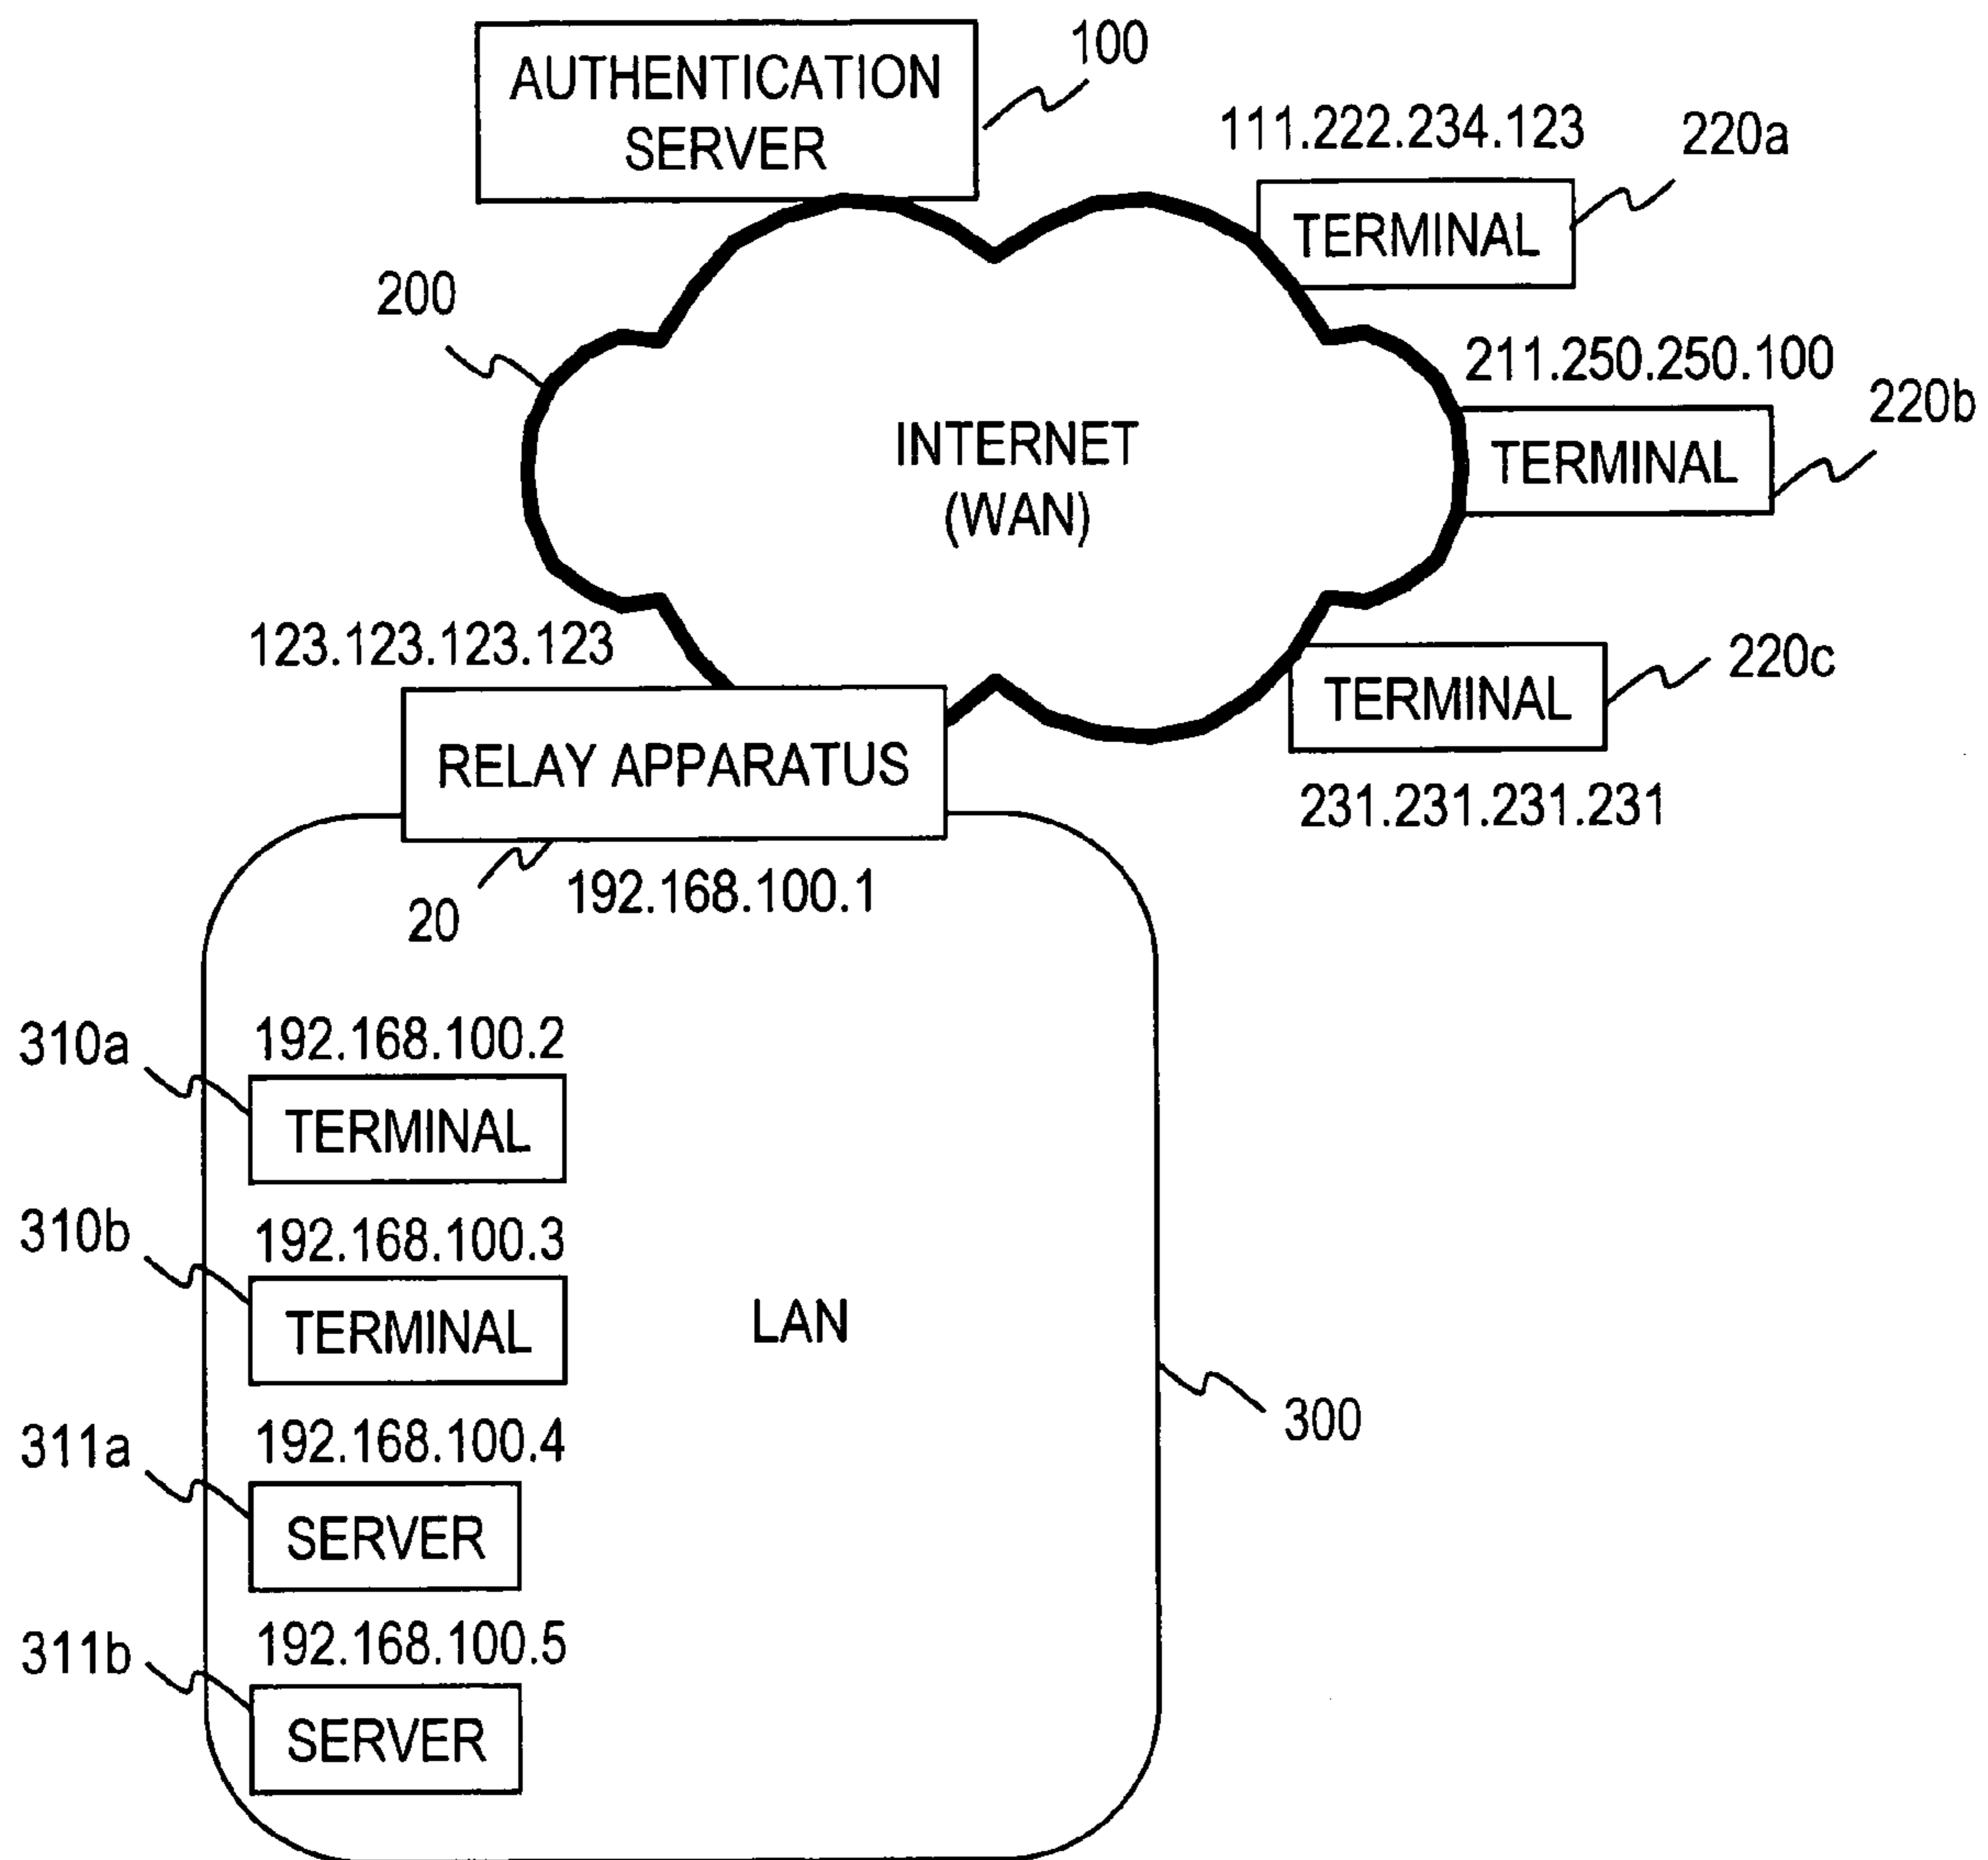 AUTHENTICATION
SERVER
100
111.222.234.123
220a
TERMINAL
200
211.250.250.100
220b
TERMINAL
INTERNET
(WAN)
123.123.123.123
220c
TERMINAL
RELAY APPARATUS
231.231.231.231
20
192.168.100.1
310a
192.168.100.2
TERMINAL
310b
192.168.100.3
TERMINAL
LAN
300
311a
192.168.100.4
SERVER
311b
192.168.100.5
SERVER